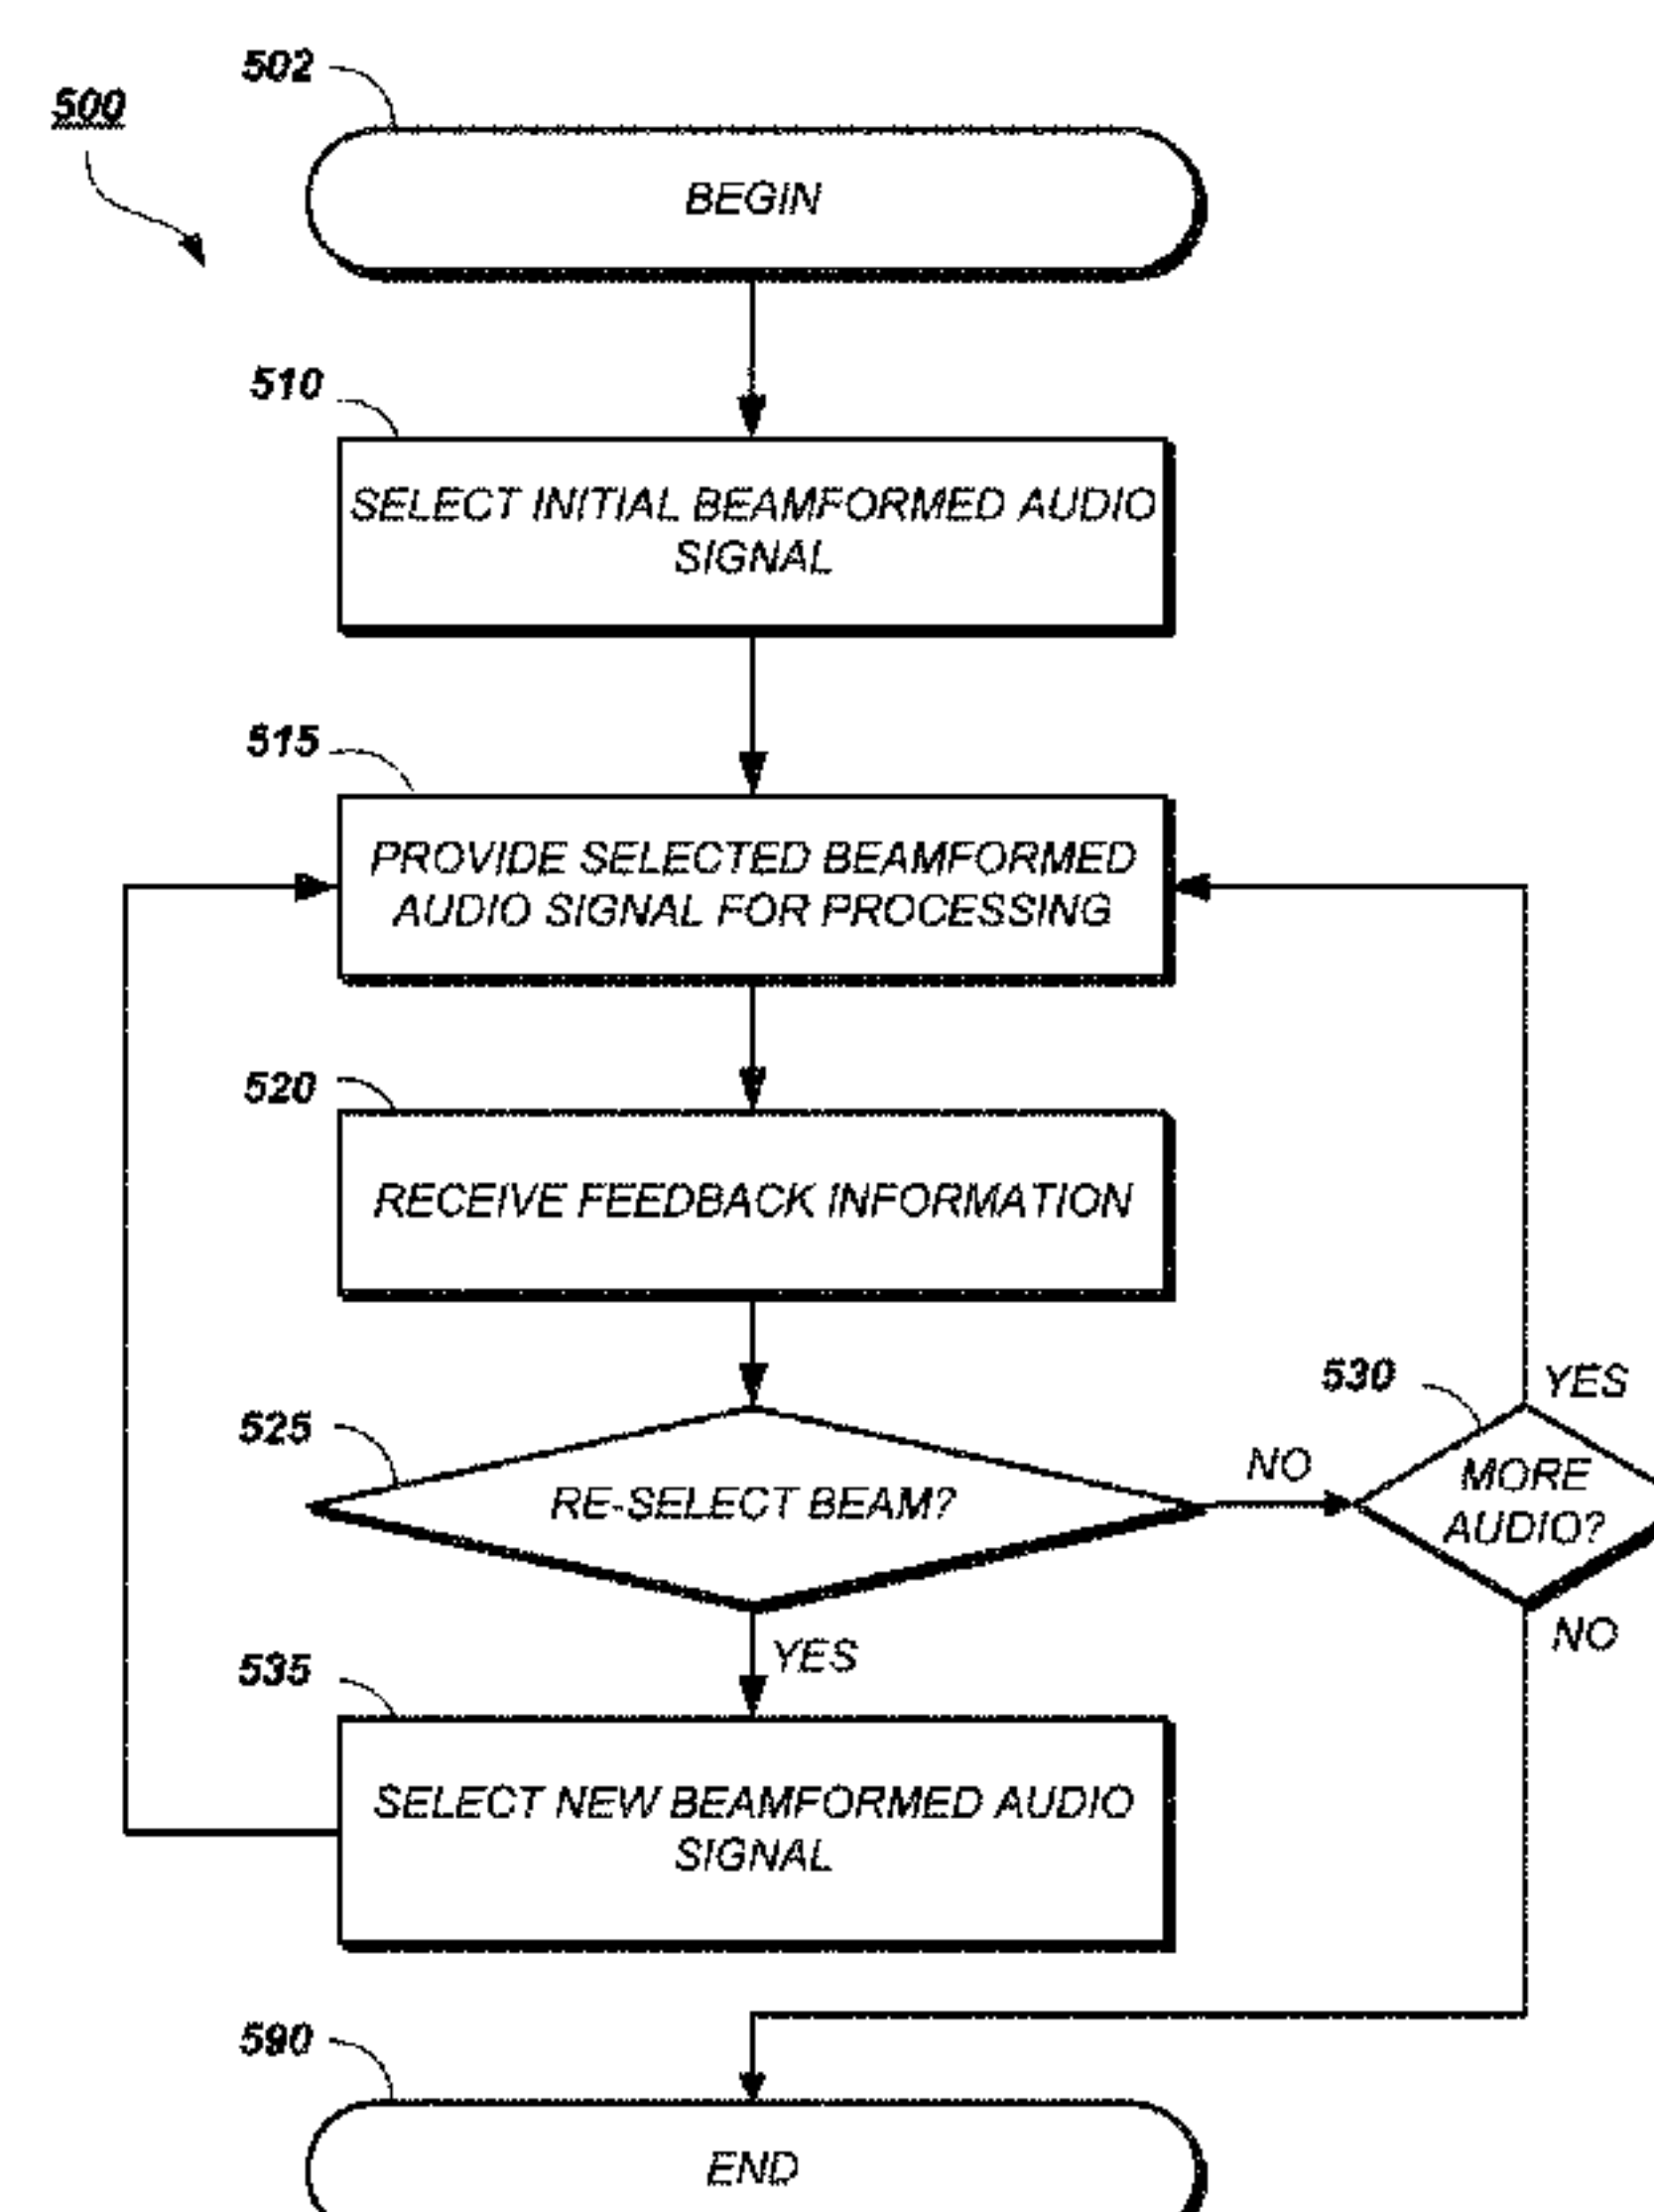 502
500
BEGIN
510
SELECT INITIAL BEAMFORMED AUDIO
SIGNAL
515
PROVIDE SELECTED BEAMFORMED
AUDIO SIGNAL FOR PROCESSING
520
RECEIVE FEEDBACK INFORMATION
530
YES
525
RE-SELECT BEAM?
NO
MORE
AUDIO?
YES
NO
535
SELECT NEW BEAMFORMED AUDIO
SIGNAL
590
END